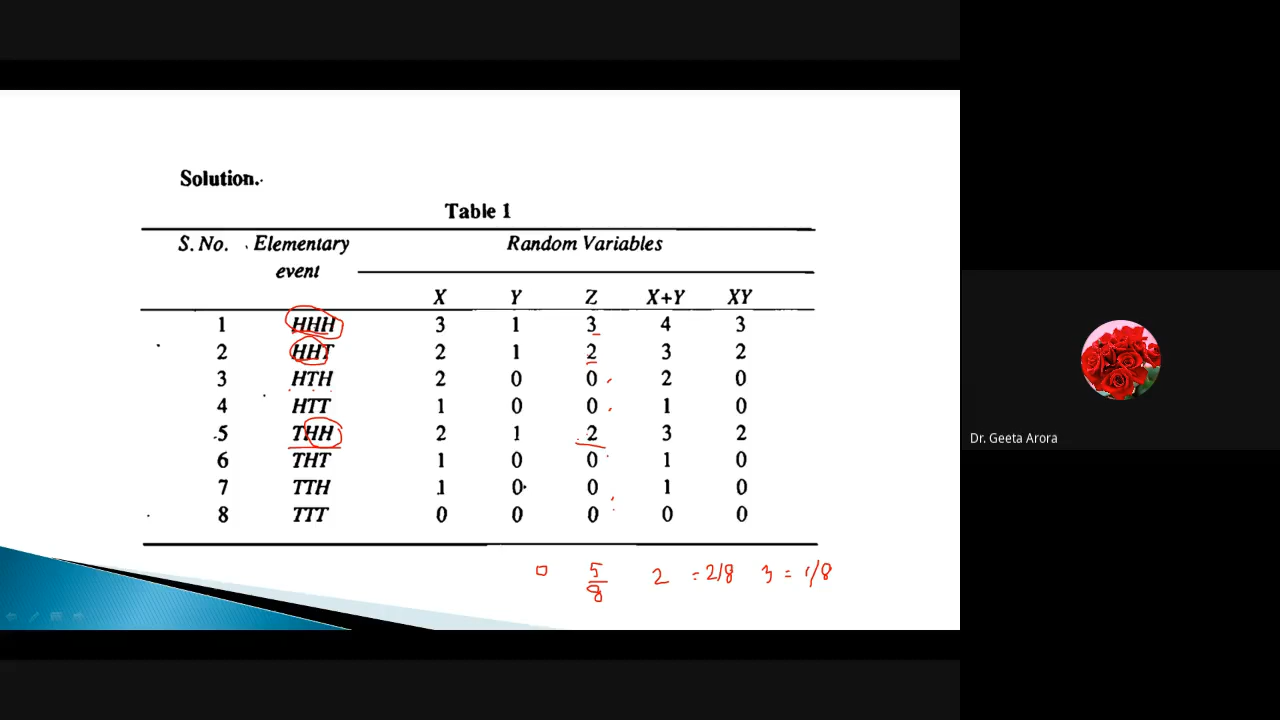 Solution.
Table 1
S. No. Elementary event Random Variables
X Y Z X+Y XY
1 HHH 3 1 3 4 3
2 HHT 2 1 2 3 2
3 HTH 2 0 0 2 0
4 HTT 1 0 0 1 0
5 THH 2 1 2 3 2
6 THT 1 0 0 1 0
7 TTH 1 0 0 1 0
8 TTT 0 0 0 0 0
0 5/8 2 = 2/8 3 = 1/8
Dr. Geeta Arora